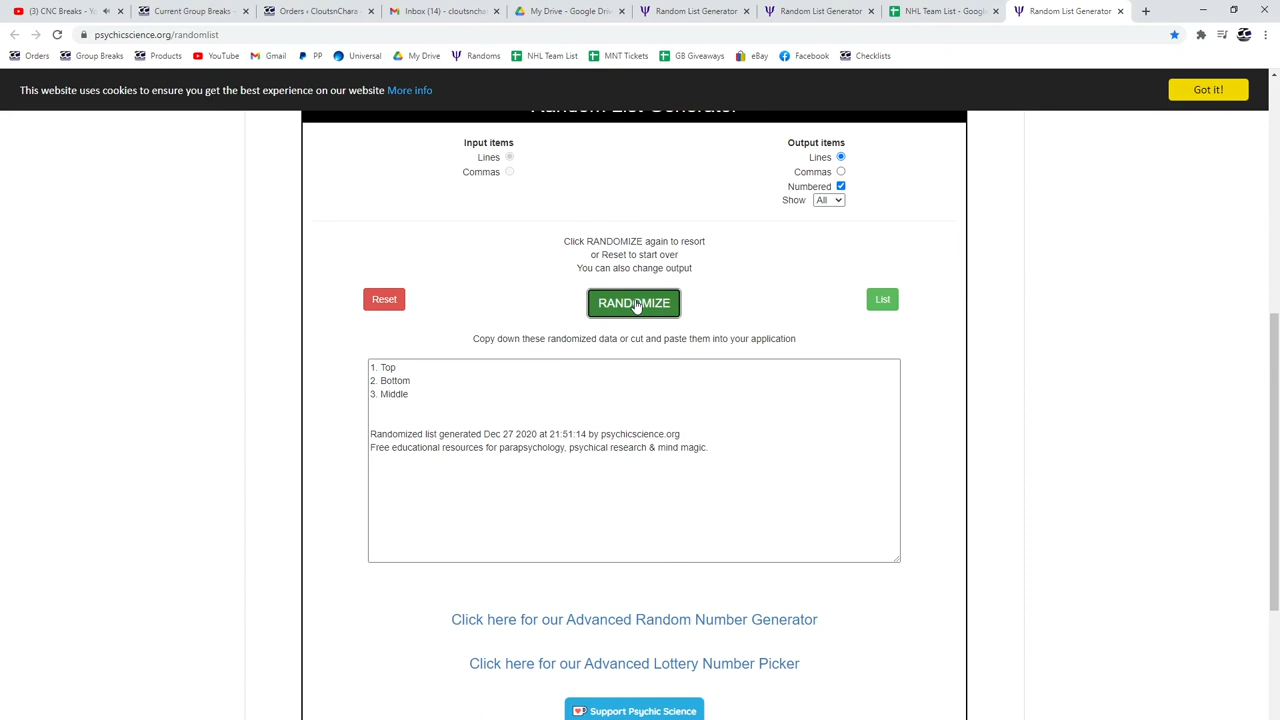 (3) CNC Breaks - Yo
Current Group Breaks -
Orders ‹ CloutsnChara
Inbox (14) - cloutsnc
My Drive - Google Driv
Random List Generator
Random List Generator
NHL Team List - Google
Random List Generator
psychicscience.org/randomlist
Orders
Group Breaks
Products
YouTube
Gmail
PP
Universal
My Drive
Randoms
NHL Team List
MNT Tickets
GB Giveaways
eBay
Facebook
Checklists
This website uses cookies to ensure you get the best experience on our website More info
Got it!
Random List Generator
Input items
Lines
Commas
Output items
Lines
Commas
Numbered
Show All
Click RANDOMIZE again to resort
or Reset to start over
You can also change output
Reset
RANDOMIZE
List
Copy down these randomized data or cut and paste them into your application
1. Top
2. Bottom
3. Middle
Randomized list generated Dec 27 2020 at 21:51:14 by psychicscience.org
Free educational resources for parapsychology, psychical research & mind magic.
Click here for our Advanced Random Number Generator
Click here for our Advanced Lottery Number Picker
Support Psychic Science